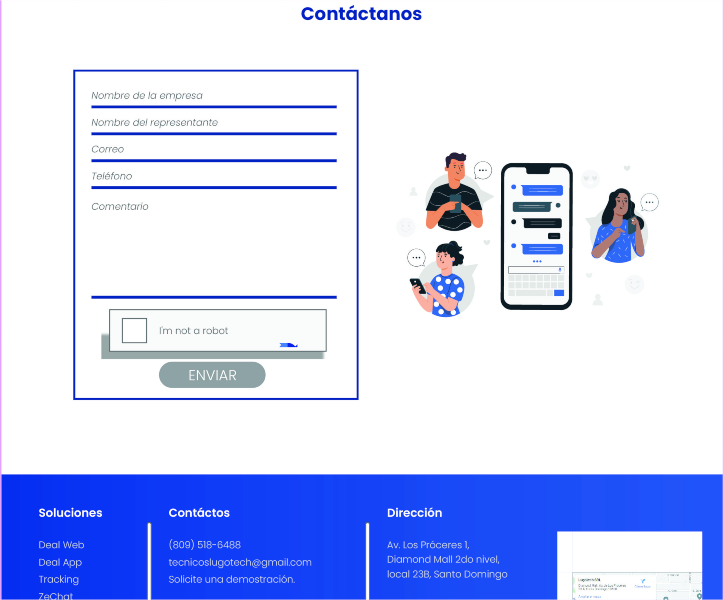 Contáctanos
Nombre de la empresa
Nombre del representante
Correo
Teléfono
Comentario
I'm not a robot
ENVIAR
Soluciones
Deal Web
Deal App
Tracking
ZeChat
Contáctos
(809) 518-6488
tecnicoslugotech@gmail.com
Solicite una demostración.
Dirección
Av. Los Próceres 1,
Diamond Mall 2do nivel,
local 23B, Santo Domingo